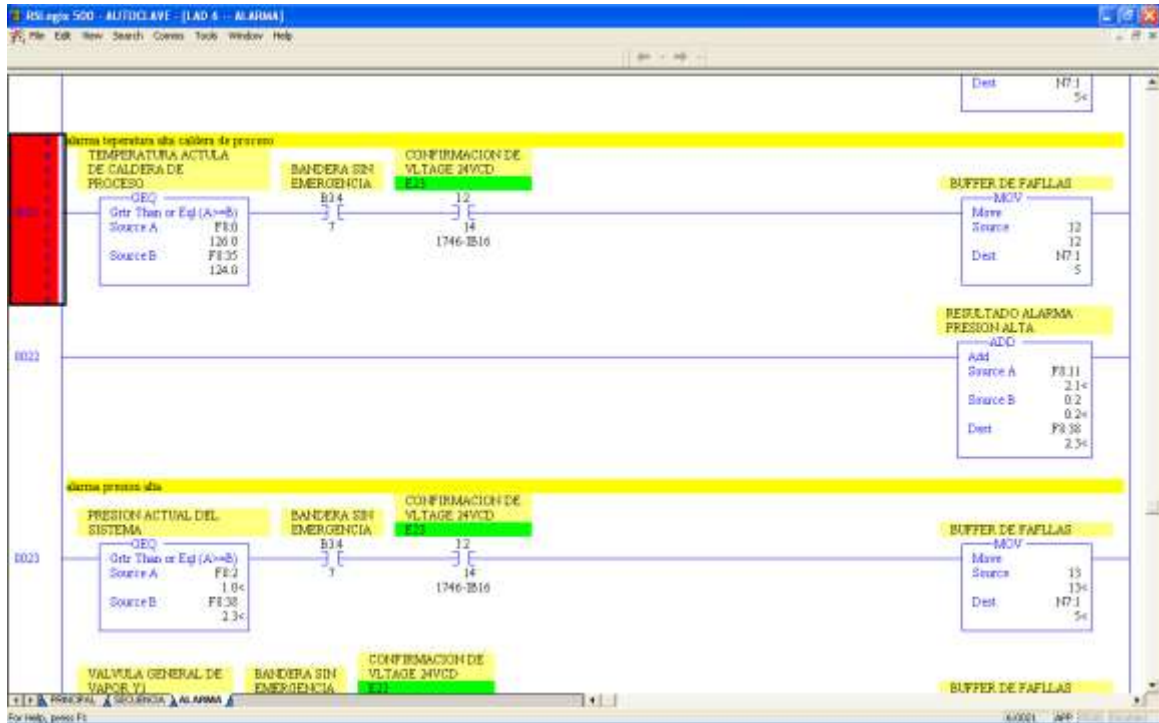 RSLogix 500 - AUTOCLAVE - [LAD 6 -- ALARMA]
File Edit View Search Comms Tools Window Help
Dest N7:1
5<
alarma teperatura alta caldera de proceso
TEMPERATURA ACTULA
DE CALDERA DE
PROCESO
BANDERA SIN
EMERGENCIA
CONFIRMACION DE
VLTAGE 24VCD
E23
BUFFER DE FAFLLAS
GEQ
Grtr Than or Eql (A>=B)
Source A F8:0
126.0
Source B F8:35
124.0
B3:4
7
I:2
14
1746-IB16
MOV
Move
Source 12
12
Dest N7:1
5
RESULTADO ALARMA
PRESION ALTA
0022
ADD
Add
Source A F8:11
2.1<
Source B 0.2
0.2<
Dest F8:38
2.3<
alarma presion alta
PRESION ACTUAL DEL
SISTEMA
BANDERA SIN
EMERGENCIA
CONFIRMACION DE
VLTAGE 24VCD
E23
BUFFER DE FAFLLAS
0023
GEQ
Grtr Than or Eql (A>=B)
Source A F8:2
1.0<
Source B F8:38
2.3<
B3:4
7
I:2
14
1746-IB16
MOV
Move
Source 13
13<
Dest N7:1
5<
VALVULA GENERAL DE
VAPOR Y1
BANDERA SIN
EMERGENCIA
CONFIRMACION DE
VLTAGE 24VCD
E23
BUFFER DE FAFLLAS
PRINCIPAL SECUENCIA ALARMA
For Help, press F1
6:0021 APP